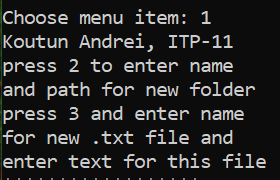 Choose menu item: 1
Koutun Andrei, ITP-11
press 2 to enter name
and path for new folder
press 3 and enter name
for new .txt file and
enter text for this file